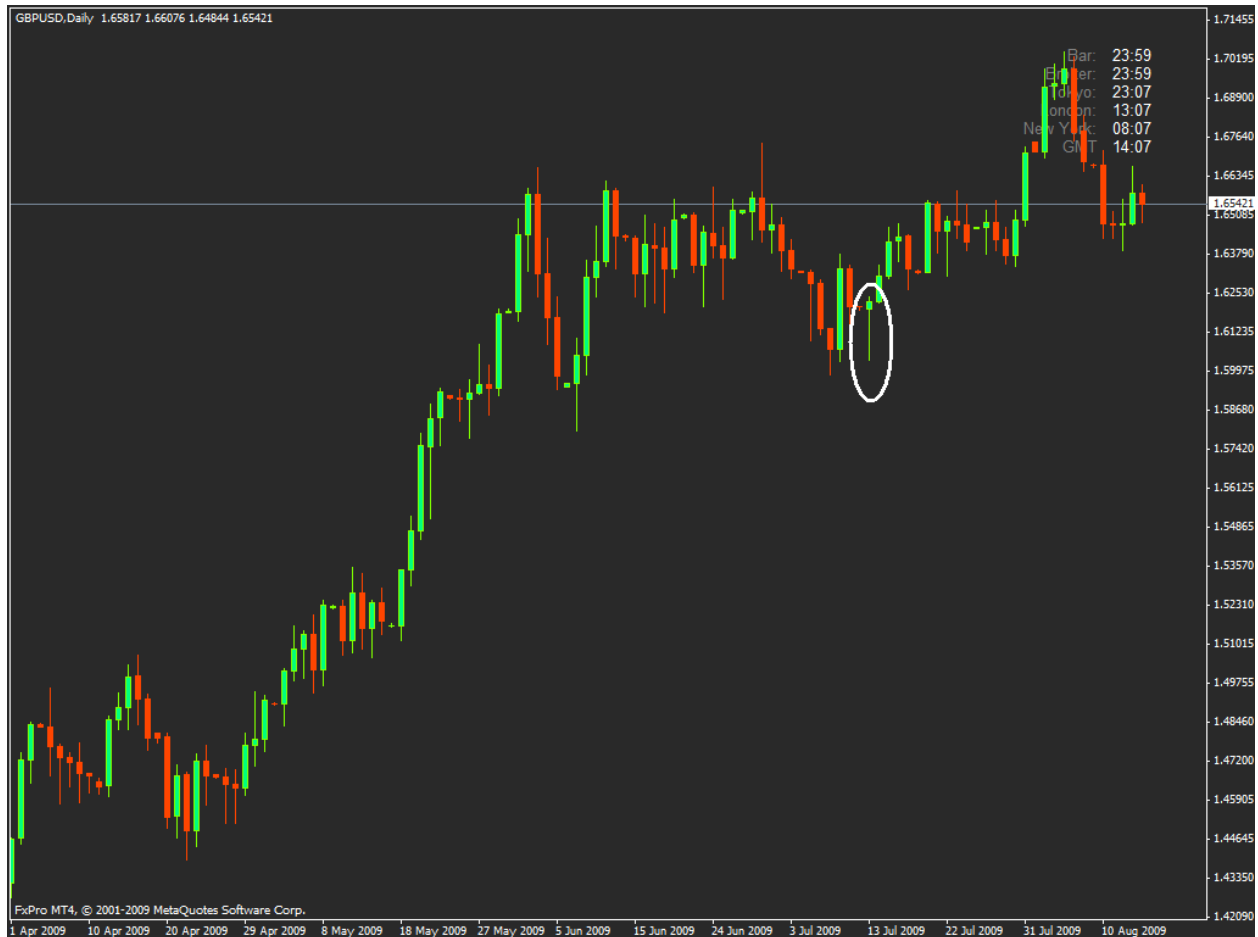 GBPUSD,Daily 1.65817 1.66076 1.64844 1.65421
1.71455
Bar: 23:59
1.70195
Broker: 23:59
Tokyo: 23:07
1.68900
London: 13:07
New York: 08:07
1.67640
GMT 14:07
1.66345
1.65421
1.65085
1.63790
1.62530
1.61235
1.59975
1.58680
1.57420
1.56125
1.54865
1.53570
1.52310
1.51015
1.49755
1.48460
1.47200
1.45905
1.44645
1.43350
FxPro MT4, © 2001-2009 MetaQuotes Software Corp.
1.42090
1 Apr 2009 10 Apr 2009 20 Apr 2009 29 Apr 2009 8 May 2009 18 May 2009 27 May 2009 5 Jun 2009 15 Jun 2009 24 Jun 2009 3 Jul 2009 13 Jul 2009 22 Jul 2009 31 Jul 2009 10 Aug 2009